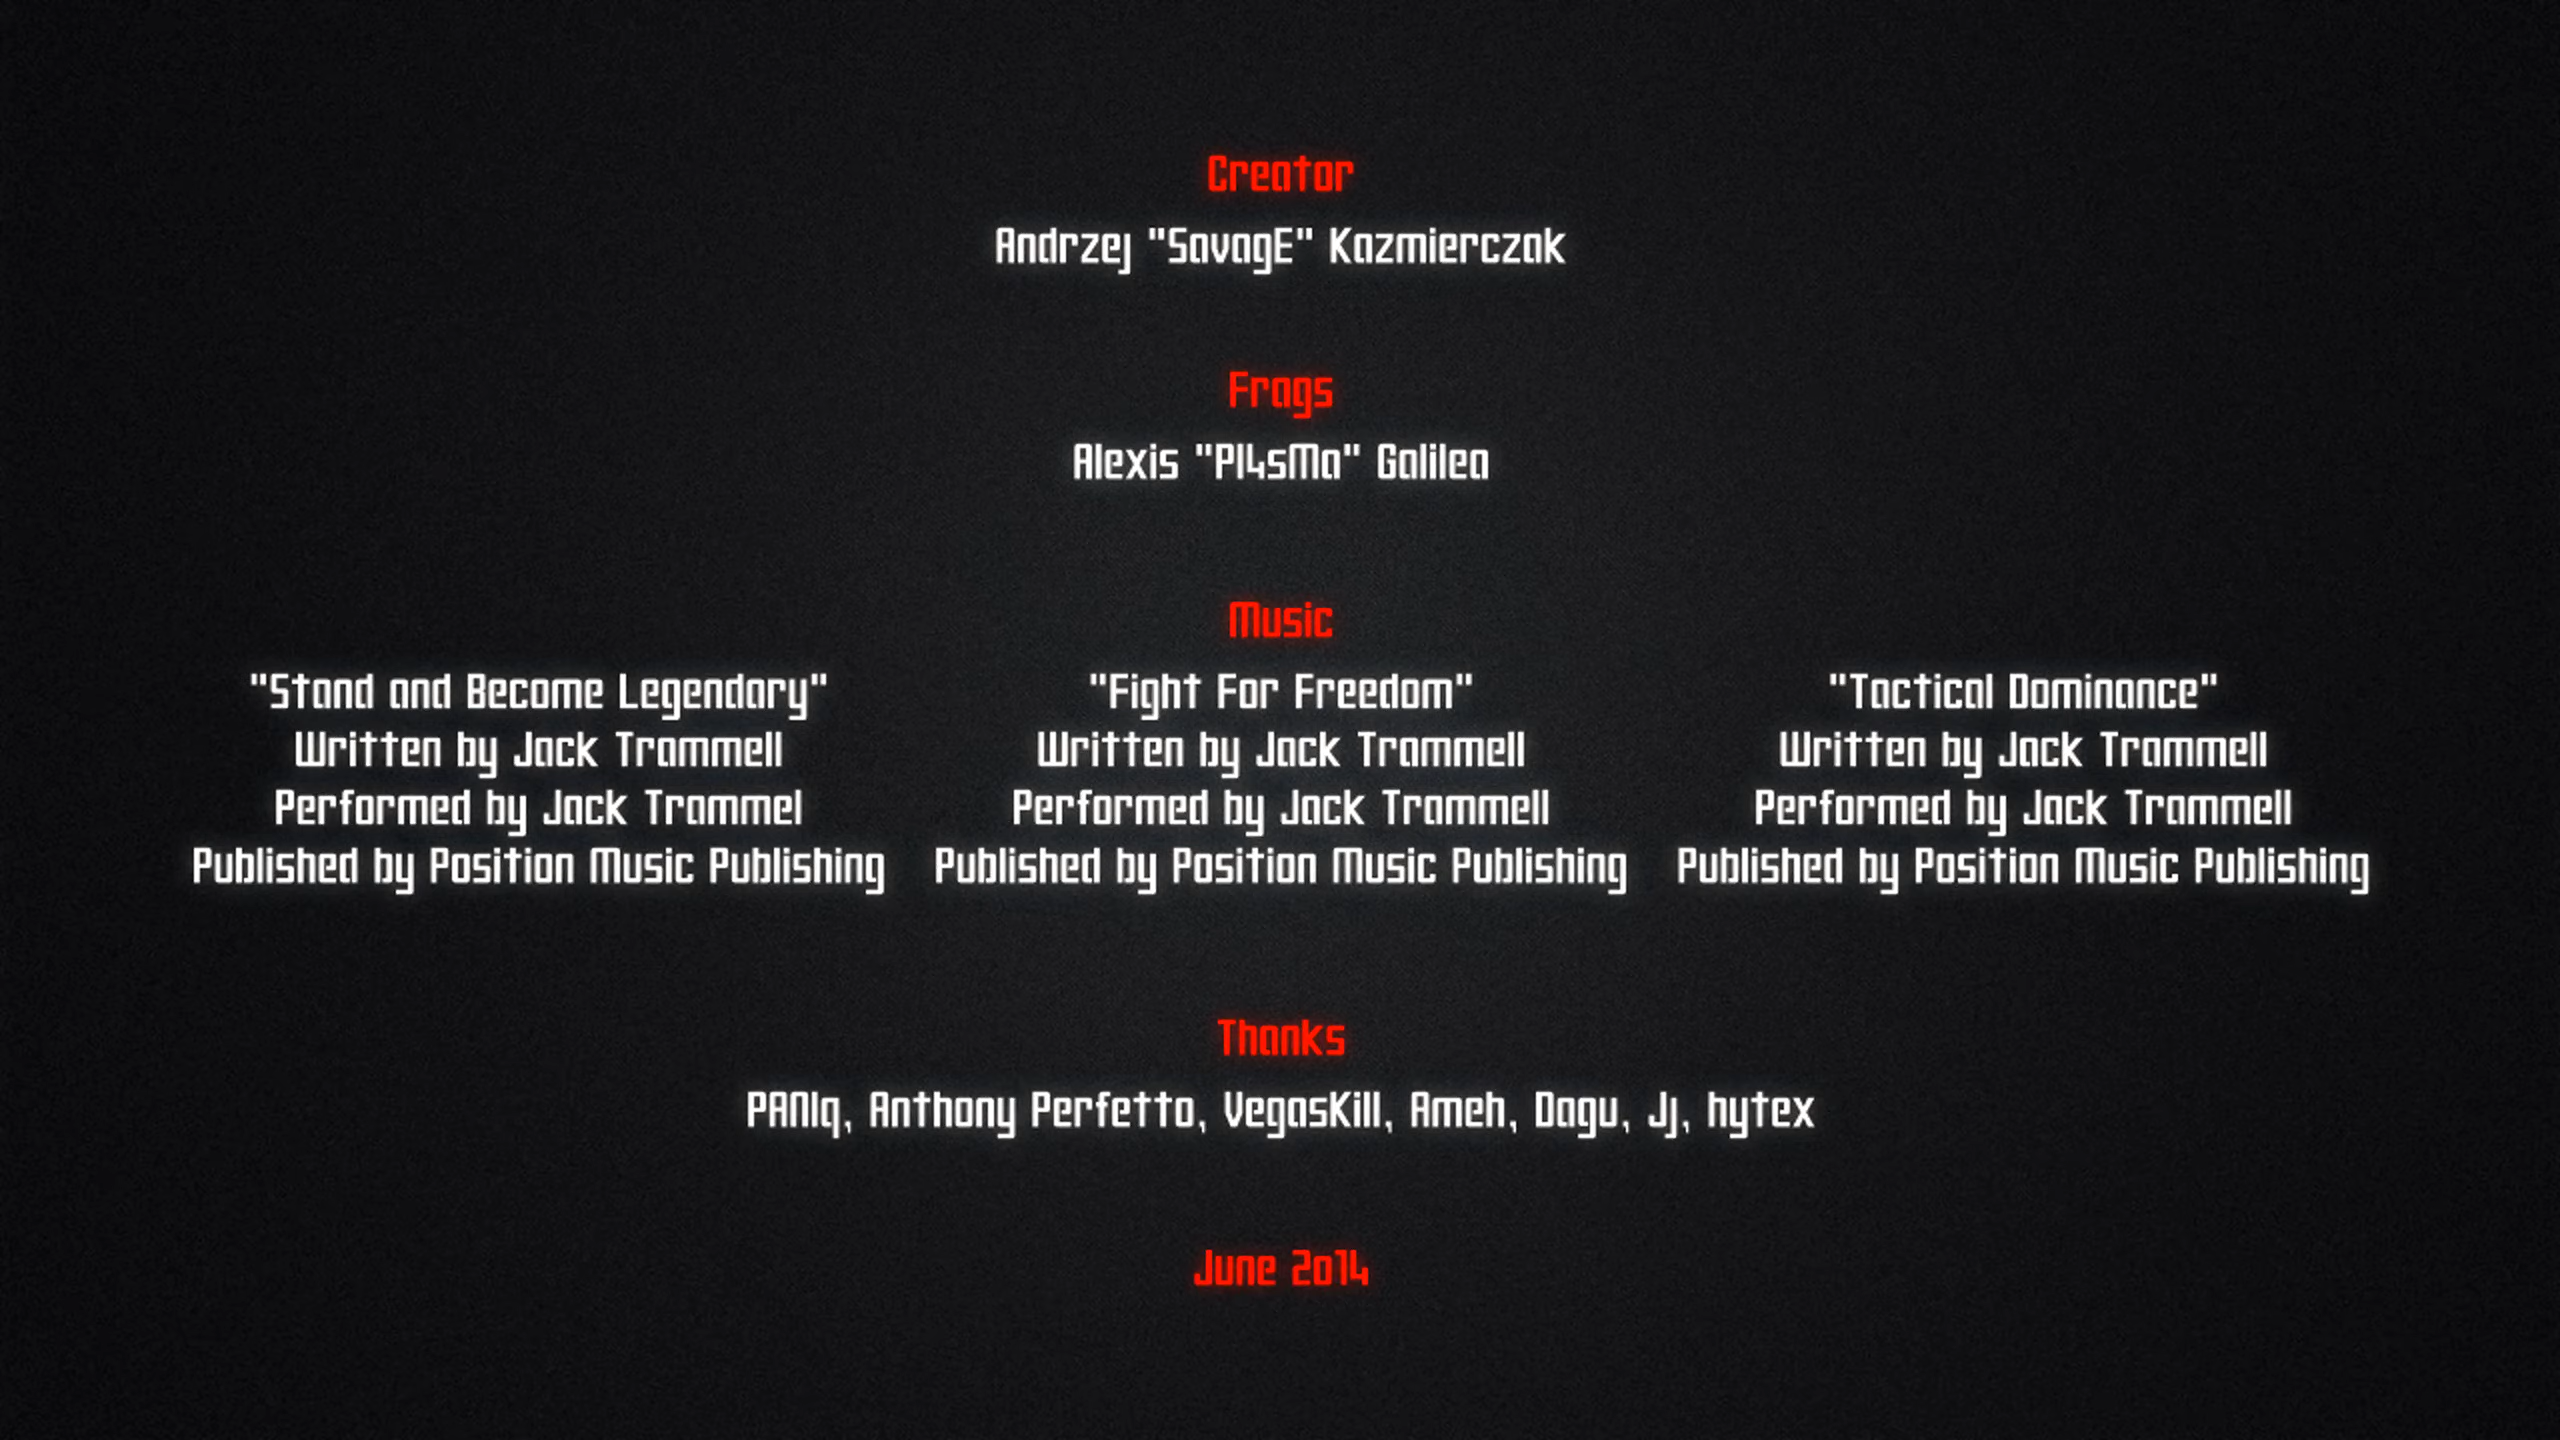 Creator
Andrzej "SavagE" Kazmierczak
Frags
Alexis "Pl4sMa" Galilea
Music
"Stand and Become Legendary"
Written by Jack Trammell
Performed by Jack Trammel
Published by Position Music Publishing
"Fight For Freedom"
Written by Jack Trammell
Performed by Jack Trammell
Published by Position Music Publishing
"Tactical Dominance"
Written by Jack Trammell
Performed by Jack Trammell
Published by Position Music Publishing
Thanks
PANIq, Anthony Perfetto, VegasKill, Ameh, Dagu, Jj, hytex
June 2014